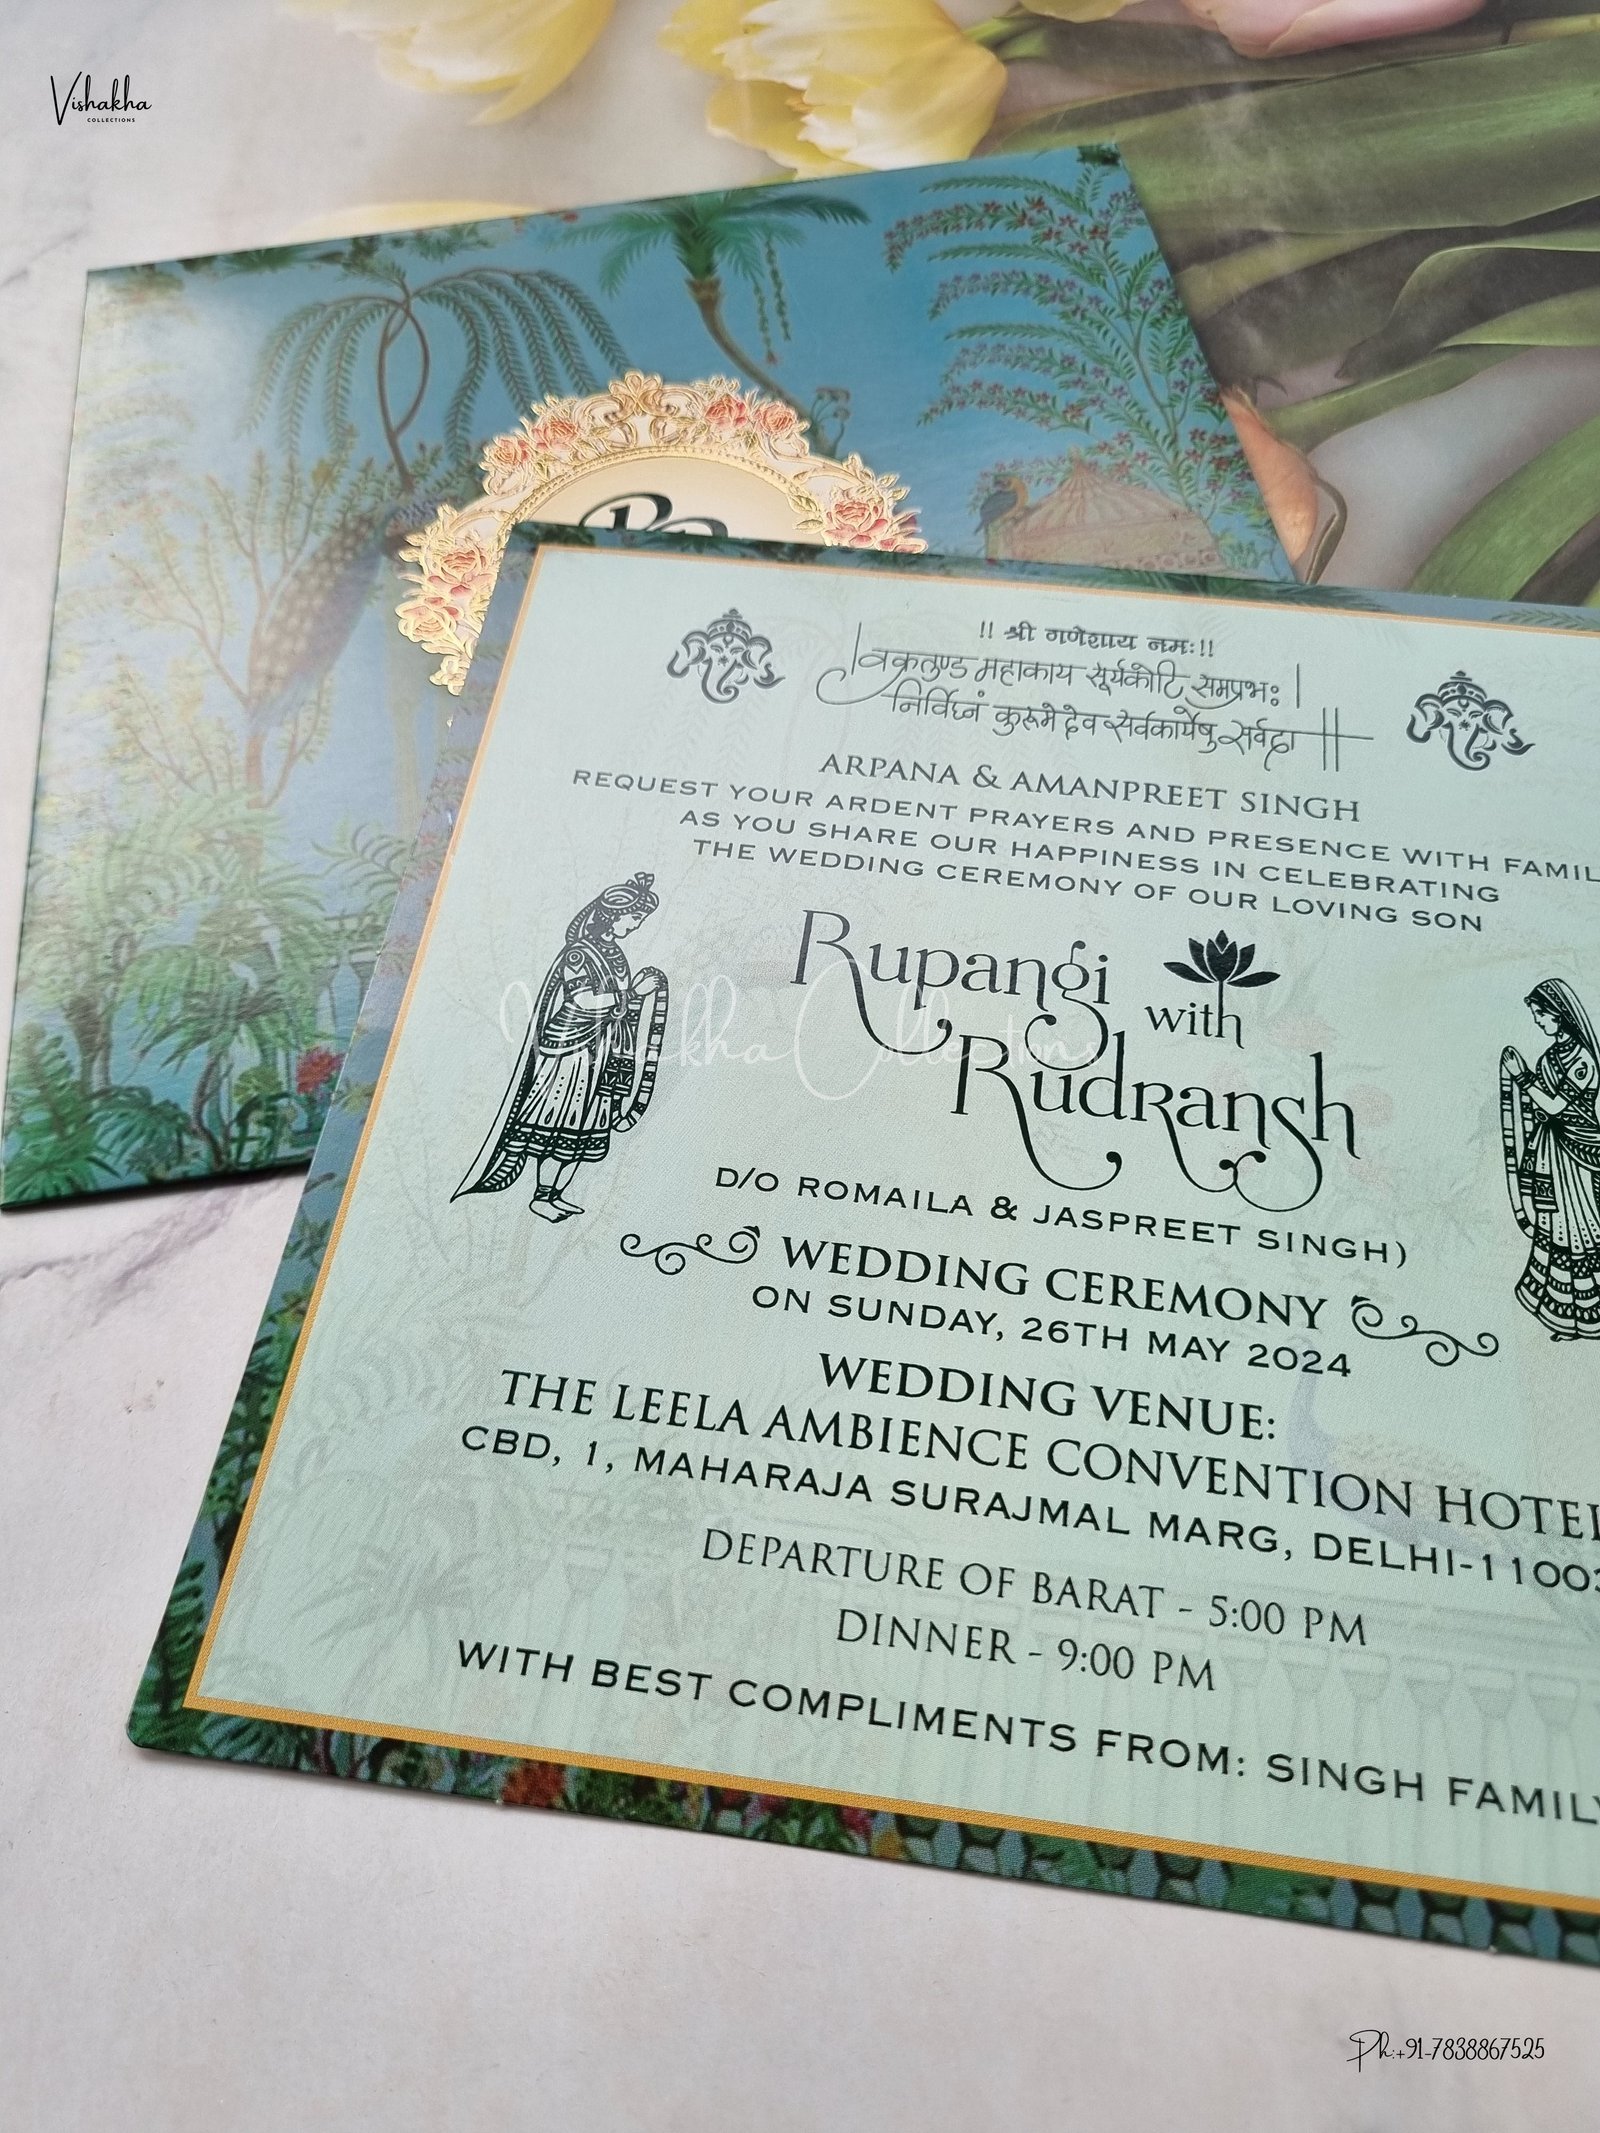 Vishakha
COLLECTIONS
!! श्री गणेशाय नमः!!
वक्रतुण्ड महाकाय सूर्यकोटि समप्रभः |
निर्विघ्नं कुरूमे देव सर्वकार्येषु सर्वदा ||
ARPANA & AMANPREET SINGH
REQUEST YOUR ARDENT PRAYERS AND PRESENCE WITH FAMIL
AS YOU SHARE OUR HAPPINESS IN CELEBRATING
THE WEDDING CEREMONY OF OUR LOVING SON
Rupangi
with
Rudransh
Vishakha Collections
D/O ROMAILA & JASPREET SINGH)
WEDDING CEREMONY
ON SUNDAY, 26TH MAY 2024
WEDDING VENUE:
THE LEELA AMBIENCE CONVENTION HOTEL
CBD, 1, MAHARAJA SURAJMAL MARG, DELHI-11003
DEPARTURE OF BARAT - 5:00 PM
DINNER - 9:00 PM
WITH BEST COMPLIMENTS FROM: SINGH FAMILY
Ph:+91-7838867525